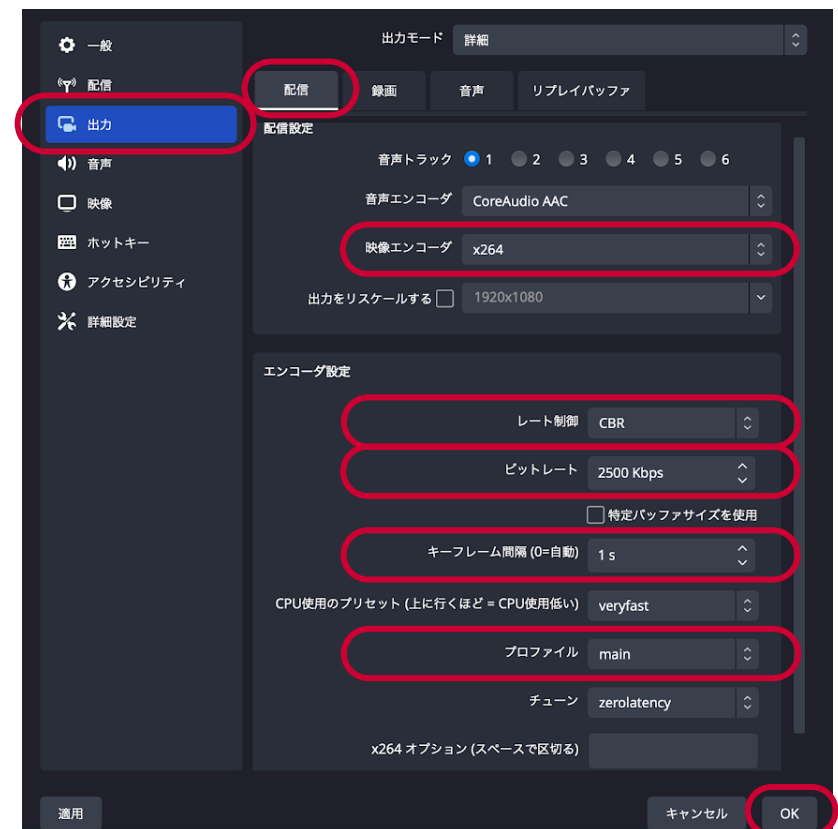 一般
配信
出力
音声
映像
ホットキー
アクセシビリティ
詳細設定
出力モード 詳細
配信 録画 音声 リプレイバッファ
配信設定
音声トラック 1 2 3 4 5 6
音声エンコーダ CoreAudio AAC
映像エンコーダ x264
出力をリスケールする 1920x1080
エンコーダ設定
レート制御 CBR
ビットレート 2500 Kbps
特定バッファサイズを使用
キーフレーム間隔 (0=自動) 1 s
CPU使用のプリセット (上に行くほど = CPU使用低い) veryfast
プロファイル main
チューン zerolatency
x264 オプション (スペースで区切る)
適用 キャンセル OK